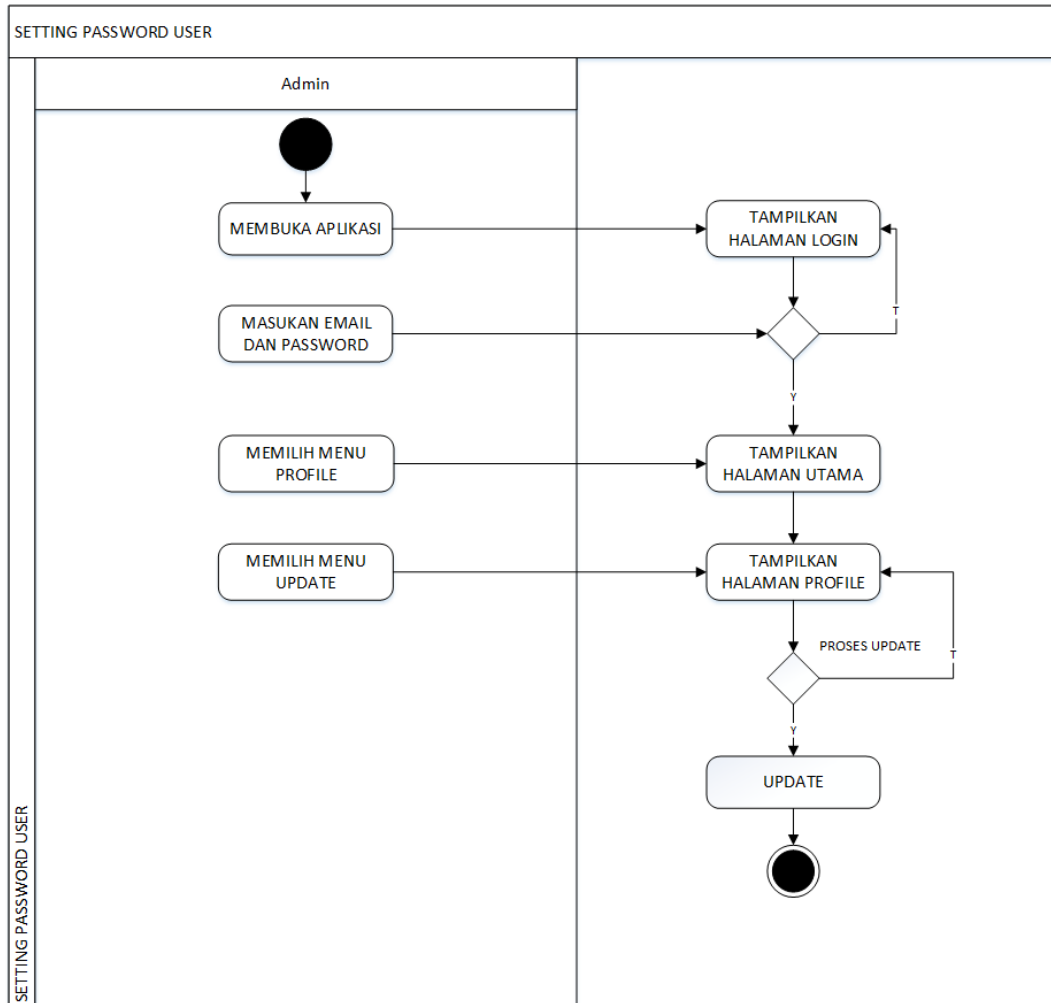 SETTING PASSWORD USER
Admin
MEMBUKA APLIKASI
TAMPILKAN
HALAMAN LOGIN
T
MASUKAN EMAIL
DAN PASSWORD
Y
MEMILIH MENU
PROFILE
TAMPILKAN
HALAMAN UTAMA
MEMILIH MENU
UPDATE
TAMPILKAN
HALAMAN PROFILE
PROSES UPDATE
T
Y
UPDATE
SETTING PASSWORD USER